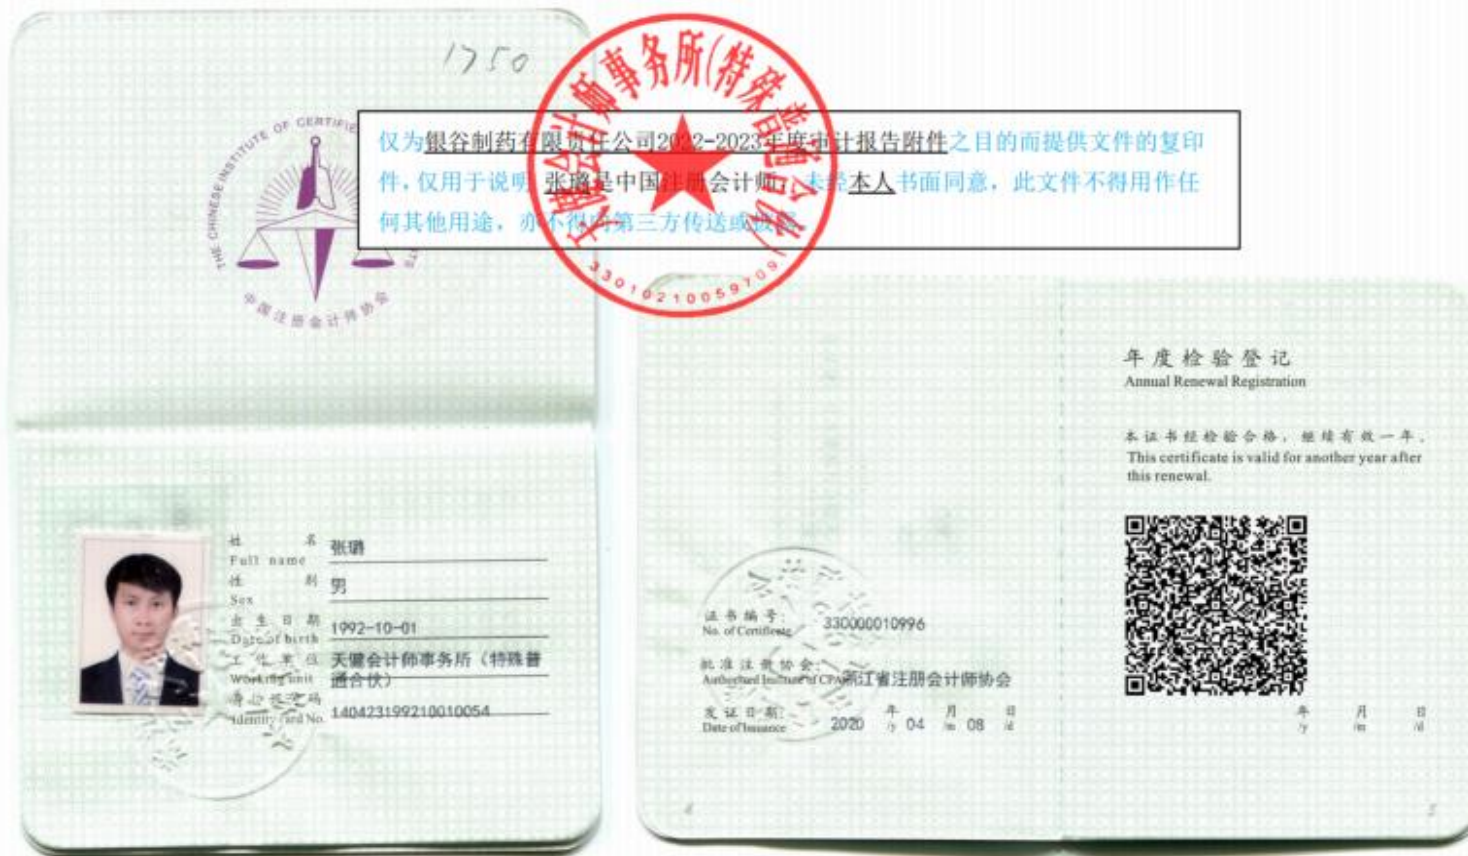 1750
THE CHINESE INSTITUTE OF CERTIFIED
中国注册会计师协会
天健会计师事务所(特殊普通合伙)
33010210059709
仅为银谷制药有限责任公司2022-2023年度审计报告附件之目的而提供文件的复印
件,仅用于说明 张璐是中国注册会计师,未经本人书面同意,此文件不得用作任
何其他用途,亦不得向第三方传送或披露。
姓 名 张璐
Full name
性 别 男
Sex
出生日期 1992-10-01
Date of birth
工作单位 天健会计师事务所(特殊普
Working unit 通合伙)
身份证号码 140423199210010054
Identity card No.
证书编号: 330000010996
No. of Certificate
批准注册协会: 浙江省注册会计师协会
Authorized Institute of CPAs
发证日期: 2020 年 04 月 08 日
Date of Issuance /y /m /d
年度检验登记
Annual Renewal Registration
本证书经检验合格,继续有效一年。
This certificate is valid for another year after
this renewal.
年 月 日
/y /m /d
4
5